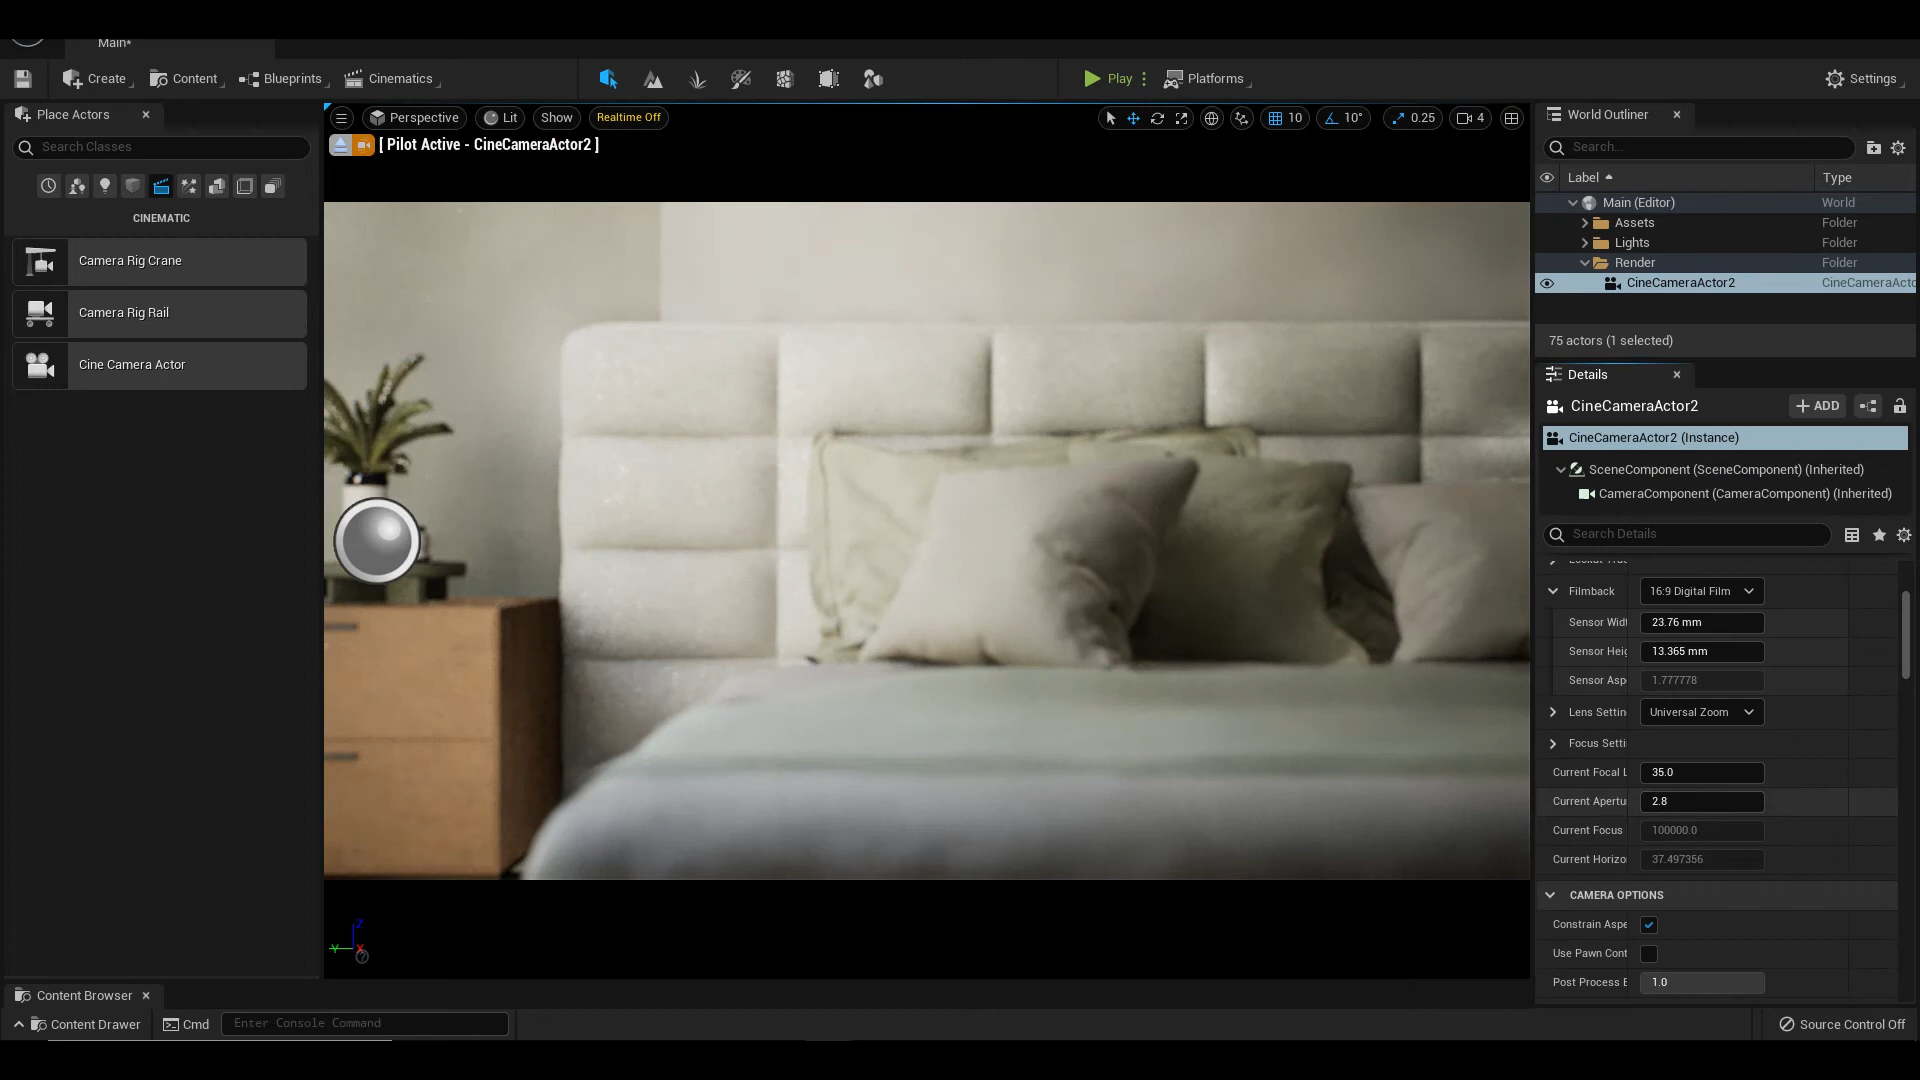 Main*
Create
Content
Blueprints
Cinematics
Play
Platforms
Settings
Place Actors
Search Classes
CINEMATIC
Camera Rig Crane
Camera Rig Rail
Cine Camera Actor
Perspective
Lit
Show
Realtime Off
10
10°
0.25
4
[ Pilot Active - CineCameraActor2 ]
Z
Y
X
World Outliner
Search...
Label
Type
Main (Editor)
World
Assets
Folder
Lights
Folder
Render
Folder
CineCameraActor2
CineCameraActo
75 actors (1 selected)
Details
CineCameraActor2
ADD
CineCameraActor2 (Instance)
SceneComponent (SceneComponent) (Inherited)
CameraComponent (CameraComponent) (Inherited)
Search Details
Filmback
16:9 Digital Film
Sensor Widt
23.76 mm
Sensor Heig
13.365 mm
Sensor Asp
1.777778
Lens Settin
Universal Zoom
Focus Setti
Current Focal L
35.0
Current Apertu
2.8
Current Focus
100000.0
Current Horizo
37.497356
CAMERA OPTIONS
Constrain Aspe
Use Pawn Cont
Post Process B
1.0
Content Browser
Content Drawer
Cmd
Enter Console Command
Source Control Off